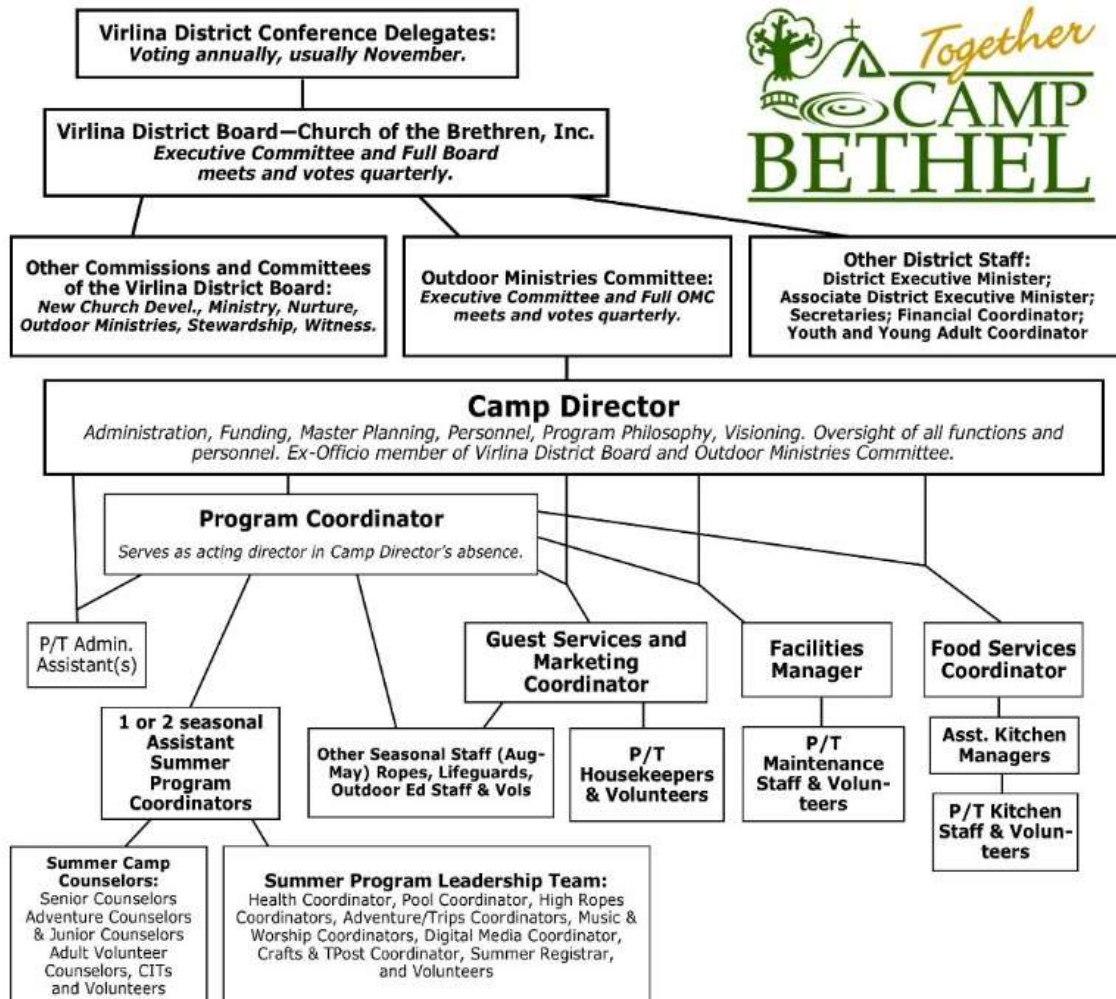 Virlina District Conference Delegates:
Voting annually, usually November.
Together
CAMP
BETHEL
Virlina District Board—Church of the Brethren, Inc.
Executive Committee and Full Board
meets and votes quarterly.
Other Commissions and Committees
of the Virlina District Board:
New Church Devel., Ministry, Nurture,
Outdoor Ministries, Stewardship, Witness.
Outdoor Ministries Committee:
Executive Committee and Full OMC
meets and votes quarterly.
Other District Staff:
District Executive Minister;
Associate District Executive Minister;
Secretaries; Financial Coordinator;
Youth and Young Adult Coordinator
Camp Director
Administration, Funding, Master Planning, Personnel, Program Philosophy, Visioning. Oversight of all functions and
personnel. Ex-Officio member of Virlina District Board and Outdoor Ministries Committee.
Program Coordinator
Serves as acting director in Camp Director's absence.
P/T Admin.
Assistant(s)
Guest Services and
Marketing
Coordinator
Facilities
Manager
Food Services
Coordinator
1 or 2 seasonal
Assistant
Summer
Program
Coordinators
Other Seasonal Staff (Aug-
May) Ropes, Lifeguards,
Outdoor Ed Staff & Vols
P/T
Housekeepers
& Volunteers
P/T
Maintenance
Staff & Volun-
teers
Asst. Kitchen
Managers
P/T Kitchen
Staff & Volun-
teers
Summer Camp
Counselors:
Senior Counselors
Adventure Counselors
& Junior Counselors
Adult Volunteer
Counselors, CITs
and Volunteers
Summer Program Leadership Team:
Health Coordinator, Pool Coordinator, High Ropes
Coordinators, Adventure/Trips Coordinators, Music &
Worship Coordinators, Digital Media Coordinator,
Crafts & TPost Coordinator, Summer Registrar,
and Volunteers